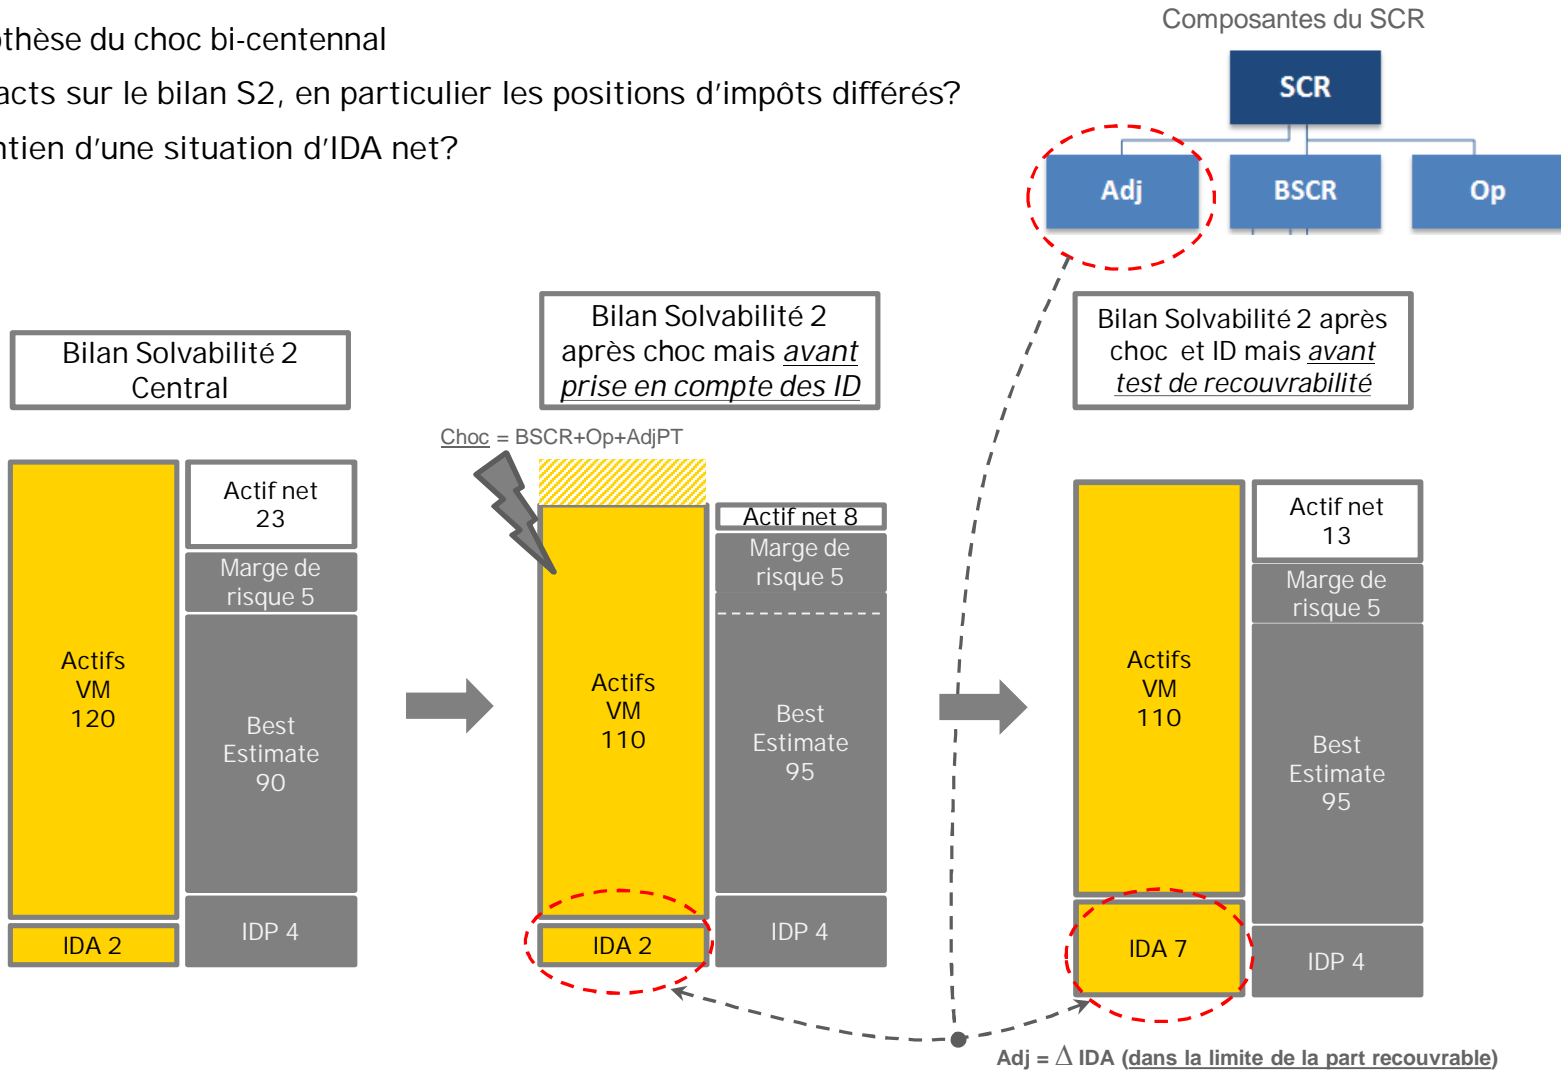 Composantes du SCR
othèse du choc bi-centennal
acts sur le bilan S2, en particulier les positions d'impôts différés?
ntien d'une situation d'IDA net?
SCR
Adj
BSCR
Op
Bilan Solvabilité 2
Central
Bilan Solvabilité 2
après choc mais avant
prise en compte des ID
Bilan Solvabilité 2 après
choc et ID mais avant
test de recouvrabilité
Choc = BSCR+Op+AdjPT
Actifs
VM
120
IDA 2
Actif net
23
Marge de
risque 5
Best
Estimate
90
IDP 4
Actifs
VM
110
IDA 2
Actif net 8
Marge de
risque 5
Best
Estimate
95
IDP 4
Actifs
VM
110
IDA 7
Actif net
13
Marge de
risque 5
Best
Estimate
95
IDP 4
Adj = Δ IDA (dans la limite de la part recouvrable)